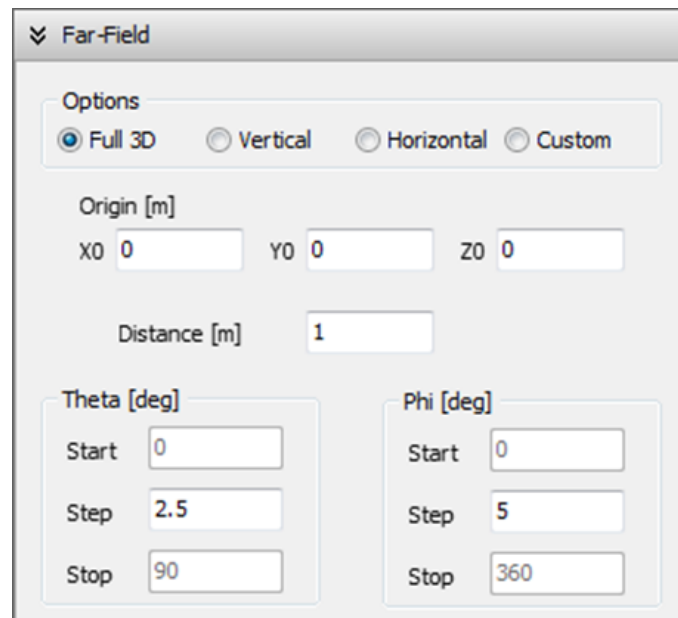 Far-Field
Options
Full 3D Vertical Horizontal Custom
Origin [m]
X0 0 Y0 0 Z0 0
Distance [m] 1
Theta [deg] Phi [deg]
Start 0 Start 0
Step 2.5 Step 5
Stop 90 Stop 360